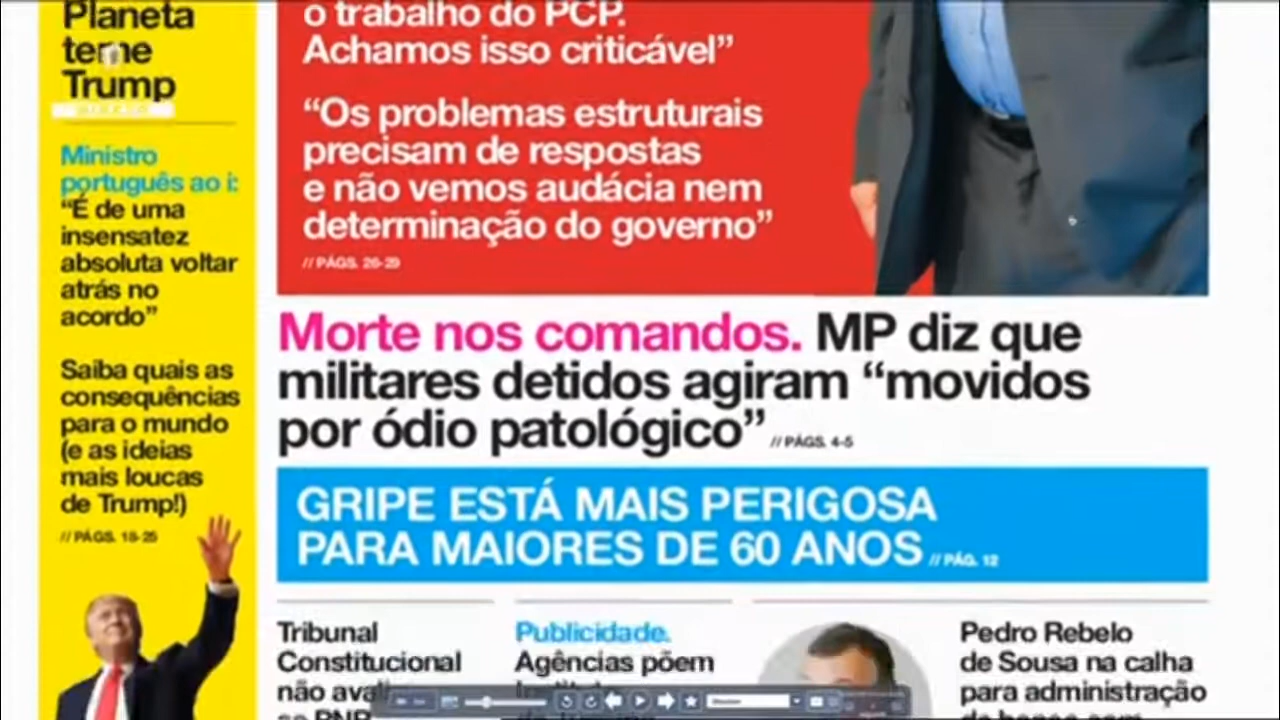 Planeta
teme
Trump
Ministro
português ao i:
“É de uma
insensatez
absoluta voltar
atrás no
acordo”
Saiba quais as
consequências
para o mundo
(e as ideias
mais loucas
de Trump!)
// PÁGS. 18-25
o trabalho do PCP.
Achamos isso criticável”
“Os problemas estruturais
precisam de respostas
e não vemos audácia nem
determinação do governo”
// PÁGS. 26-29
Morte nos comandos. MP diz que
militares detidos agiram “movidos
por ódio patológico” // PÁGS. 4-5
GRIPE ESTÁ MAIS PERIGOSA
PARA MAIORES DE 60 ANOS // PÁG. 12
Tribunal
Constitucional
não
Publicidade.
Agências põem
Pedro Rebelo
de Sousa na calha
para administração